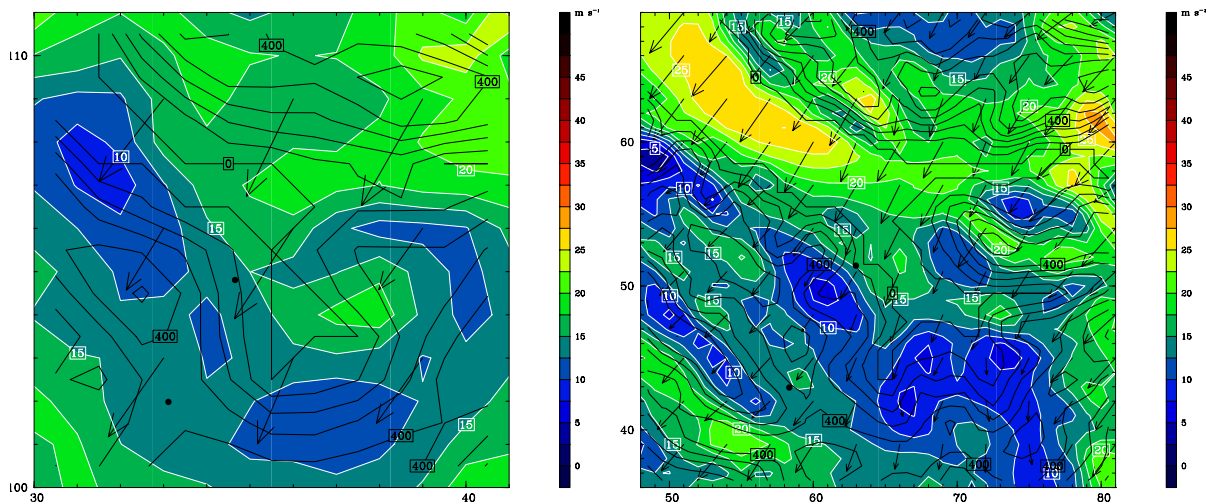 m s⁻¹ m s⁻¹
400 15 15 400
110 400 25 0 20 15
45 45
20 400
40 60 0 40
10 0 5
35 20 35
20 10 15
30 30
15 15
25 15 20 25
400 400
20 50 0 20
10 15 15
15 400 15
15 10
10 10 10
5 5
15 40 20 400
400 15 15
0 400 400 20 0
100
30 40 50 60 70 80